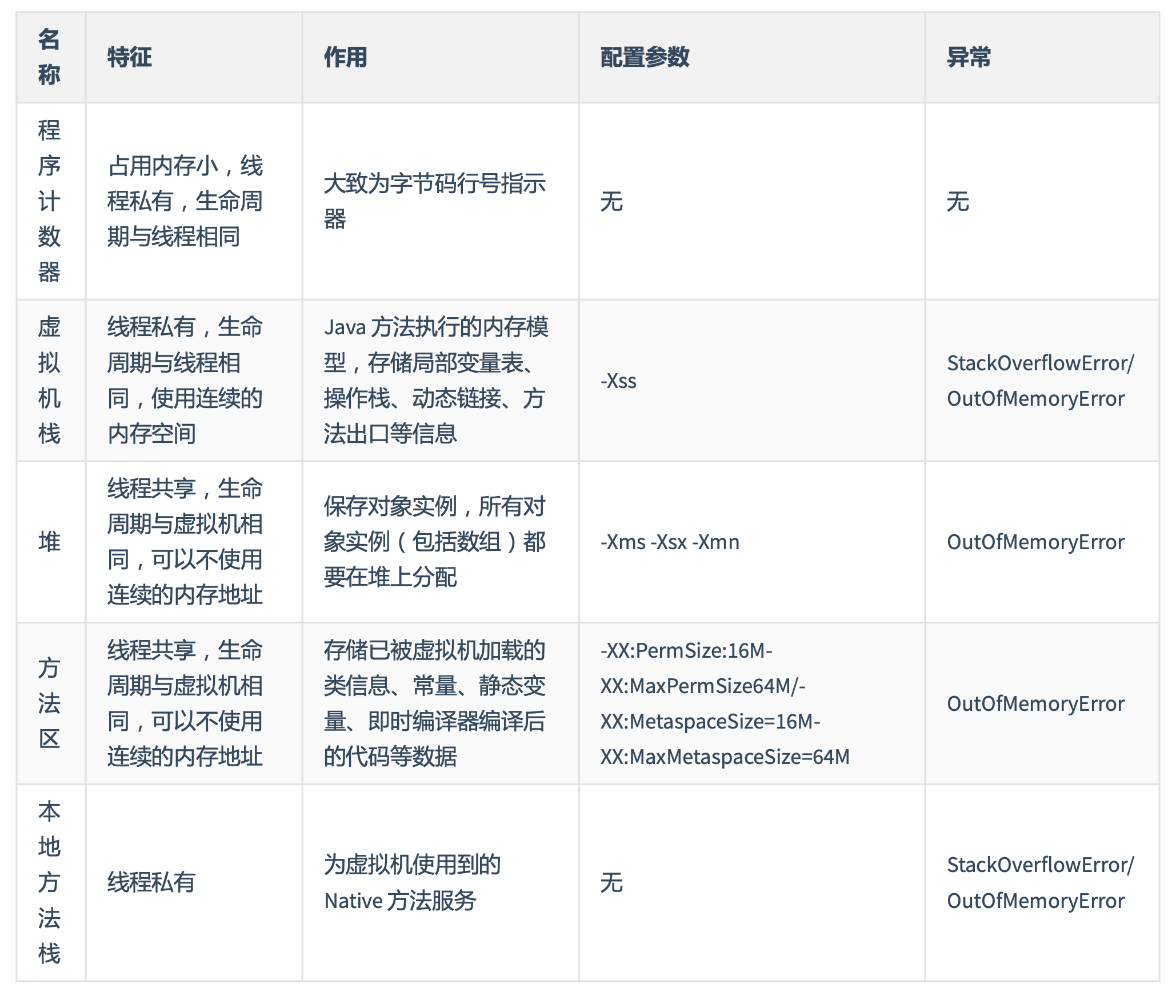 名
称
特征
作用
配置参数
异常
程
序
计
数
器
占用内存小，线
程私有，生命周
期与线程相同
大致为字节码行号指示
器
无
无
虚
拟
机
栈
线程私有，生命
周期与线程相
同，使用连续的
内存空间
Java 方法执行的内存模
型，存储局部变量表、
操作栈、动态链接、方
法出口等信息
-Xss
StackOverflowError/
OutOfMemoryError
堆
线程共享，生命
周期与虚拟机相
同，可以不使用
连续的内存地址
保存对象实例，所有对
象实例（包括数组）都
要在堆上分配
-Xms -Xsx -Xmn
OutOfMemoryError
方
法
区
线程共享，生命
周期与虚拟机相
同，可以不使用
连续的内存地址
存储已被虚拟机加载的
类信息、常量、静态变
量、即时编译器编译后
的代码等数据
-XX:PermSize:16M-
XX:MaxPermSize64M/-
XX:MetaspaceSize=16M-
XX:MaxMetaspaceSize=64M
OutOfMemoryError
本
地
方
法
栈
线程私有
为虚拟机使用到的
Native 方法服务
无
StackOverflowError/
OutOfMemoryError